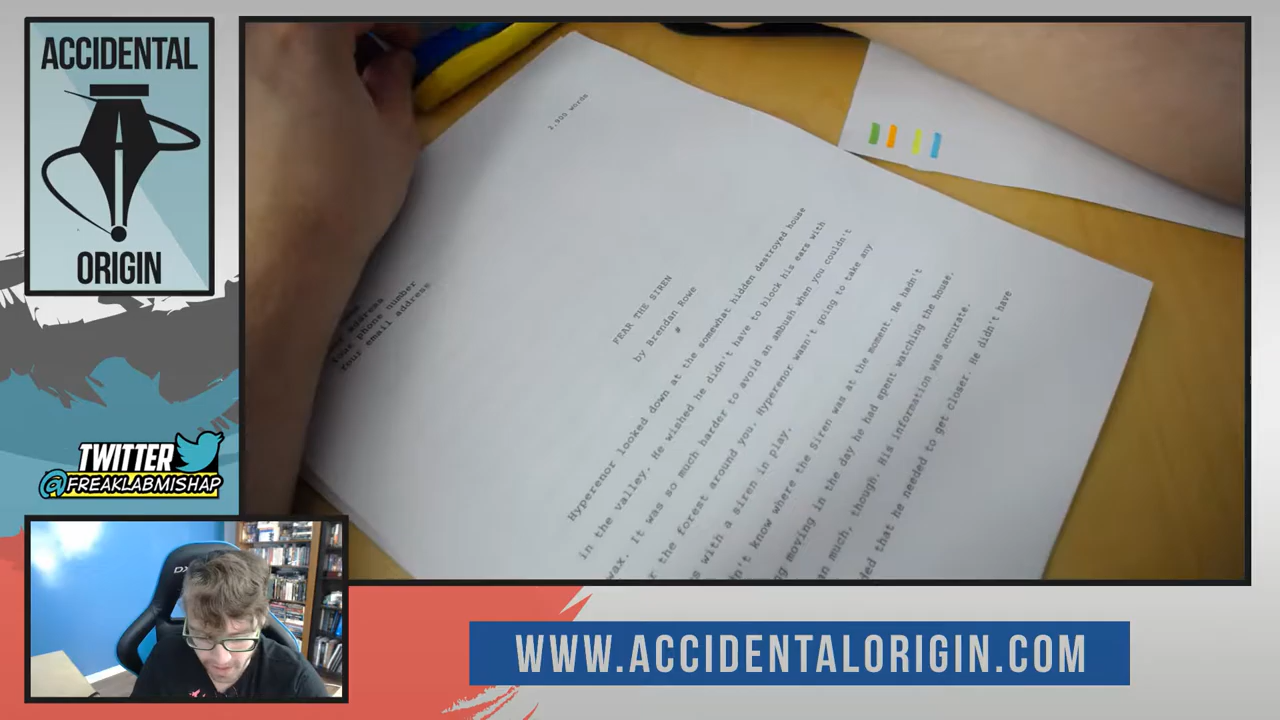 ACCIDENTAL
ORIGIN
TWITTER
@FREAKLABMISHAP
1,900 words
address
Your phone number
Your email address
FEAR THE SIREN
by Brendan Rowe
#
Hyperenor looked down at the somewhat hidden destroyed house
in the valley. He wished he didn't have to block his ears with
wax. It was so much harder to avoid an ambush when you couldn't
the forest around you. Hyperenor wasn't going to take any
with a siren in play.
know where the Siren was at the moment. He hadn't
moving in the day he had spent watching the house.
much, though. His information was accurate.
that he needed to get closer. He didn't have
WWW.ACCIDENTALORIGIN.COM